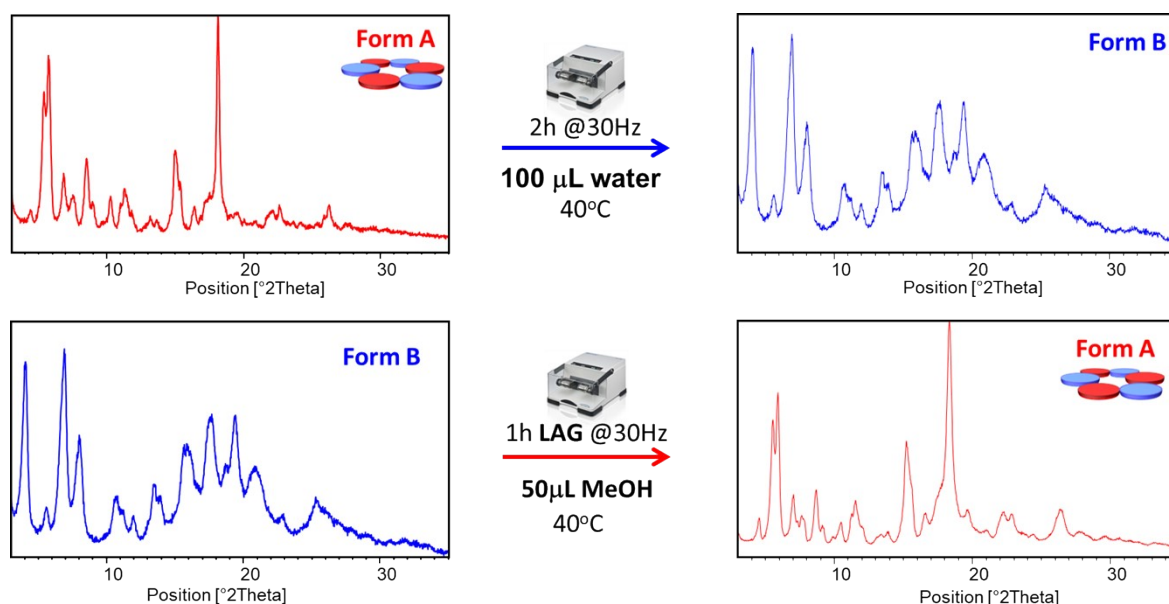 Form A
10
20
30
Position [°2Theta]
2h @30Hz
100 µL water
40°C
Form B
10
20
30
Position [°2Theta]
Form B
10
20
30
Position [°2Theta]
1h LAG @30Hz
50µL MeOH
40°C
Form A
10
20
30
Position [°2Theta]